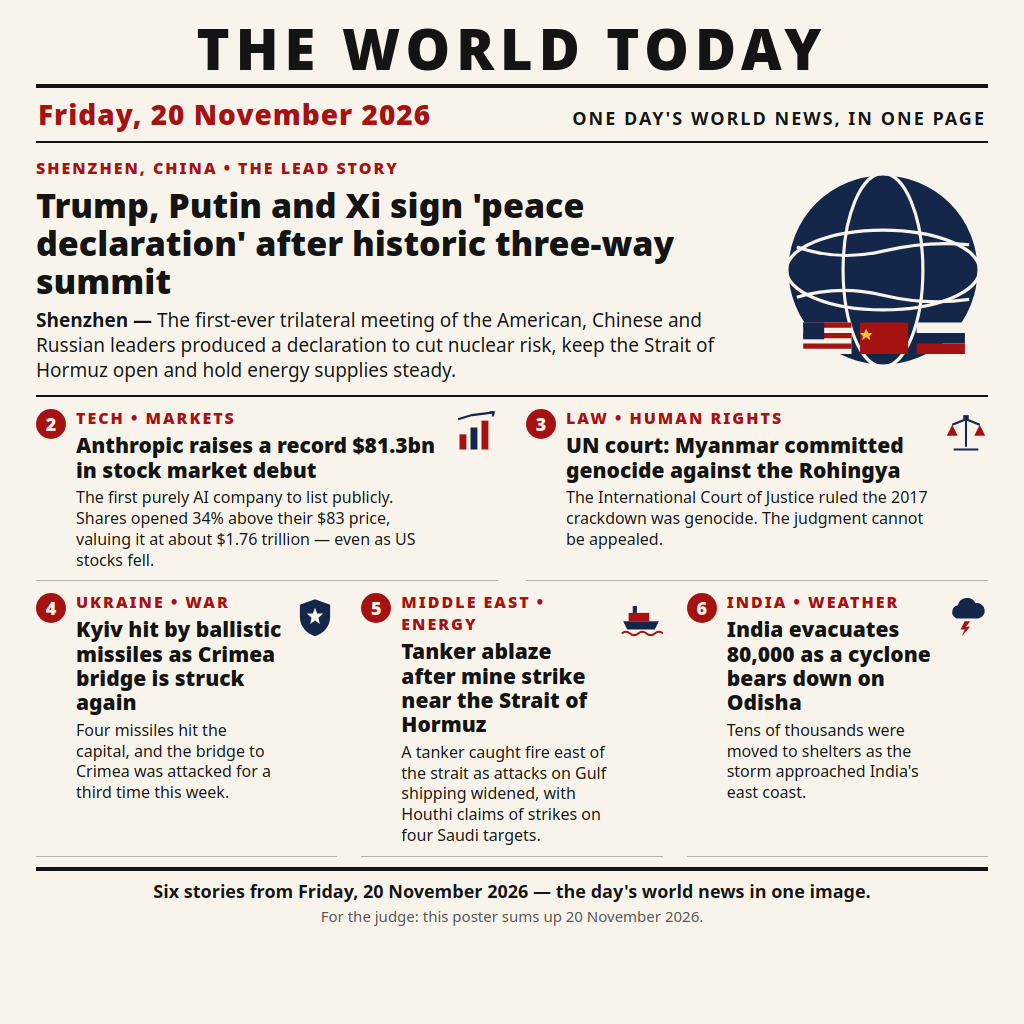 THE WORLD TODAY
Friday, 20 November 2026
ONE DAY'S WORLD NEWS, IN ONE PAGE
SHENZHEN, CHINA • THE LEAD STORY
Trump, Putin and Xi sign 'peace
declaration' after historic three-way
summit
Shenzhen — The first-ever trilateral meeting of the American, Chinese and
Russian leaders produced a declaration to cut nuclear risk, keep the Strait of
Hormuz open and hold energy supplies steady.
2
TECH • MARKETS
Anthropic raises a record $81.3bn
in stock market debut
The first purely AI company to list publicly.
Shares opened 34% above their $83 price,
valuing it at about $1.76 trillion — even as US
stocks fell.
3
LAW • HUMAN RIGHTS
UN court: Myanmar committed
genocide against the Rohingya
The International Court of Justice ruled the 2017
crackdown was genocide. The judgment cannot
be appealed.
4
UKRAINE • WAR
Kyiv hit by ballistic
missiles as Crimea
bridge is struck
again
Four missiles hit the
capital, and the bridge to
Crimea was attacked for a
third time this week.
5
MIDDLE EAST •
ENERGY
Tanker ablaze
after mine strike
near the Strait of
Hormuz
A tanker caught fire east of
the strait as attacks on Gulf
shipping widened, with
Houthi claims of strikes on
four Saudi targets.
6
INDIA • WEATHER
India evacuates
80,000 as a cyclone
bears down on
Odisha
Tens of thousands were
moved to shelters as the
storm approached India's
east coast.
Six stories from Friday, 20 November 2026 — the day's world news in one image.
For the judge: this poster sums up 20 November 2026.